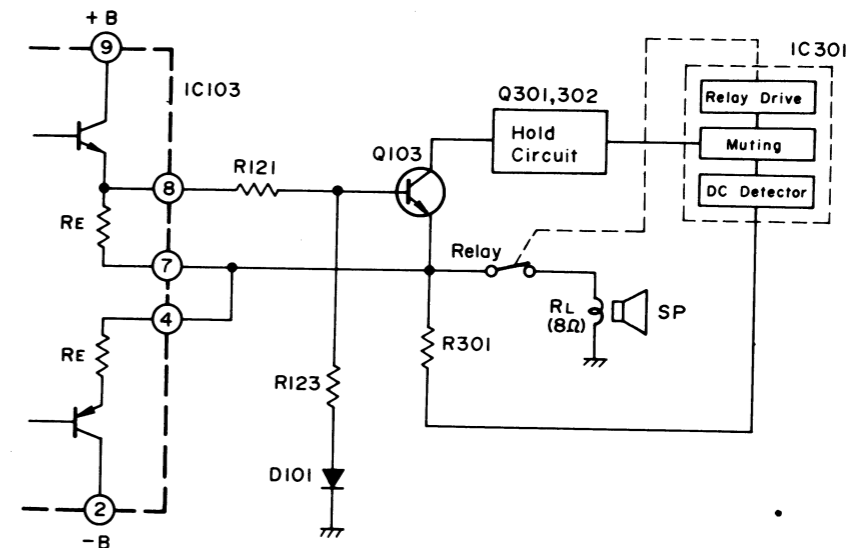 +B
9
IC103
IC301
Q301,302
Relay Drive
Hold
Circuit
Muting
Q103
R121
8
DC Detector
RE
7
Relay
4
RL
(8Ω)
SP
RE
R301
R123
D101
2
-B